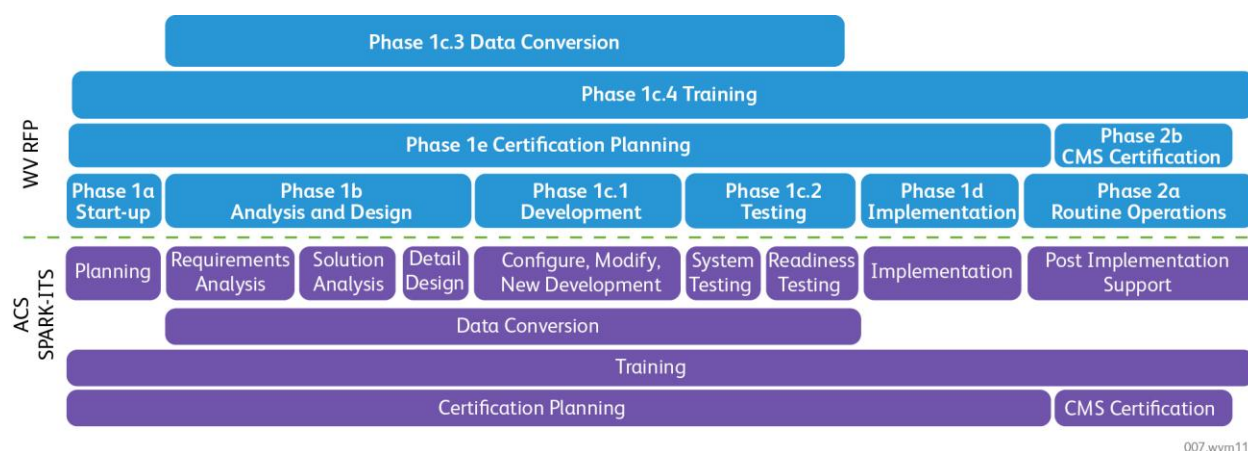 Phase 1c.3 Data Conversion
Phase 1c.4 Training
Phase 1e Certification Planning
Phase 2b
CMS Certification
WV RFP
Phase 1a
Start-up
Phase 1b
Analysis and Design
Phase 1c.1
Development
Phase 1c.2
Testing
Phase 1d
Implementation
Phase 2a
Routine Operations
ACS
SPARK-ITS
Planning
Requirements
Analysis
Solution
Analysis
Detail
Design
Configure, Modify,
New Development
System
Testing
Readiness
Testing
Implementation
Post Implementation
Support
Data Conversion
Training
Certification Planning
CMS Certification
007.wvm11